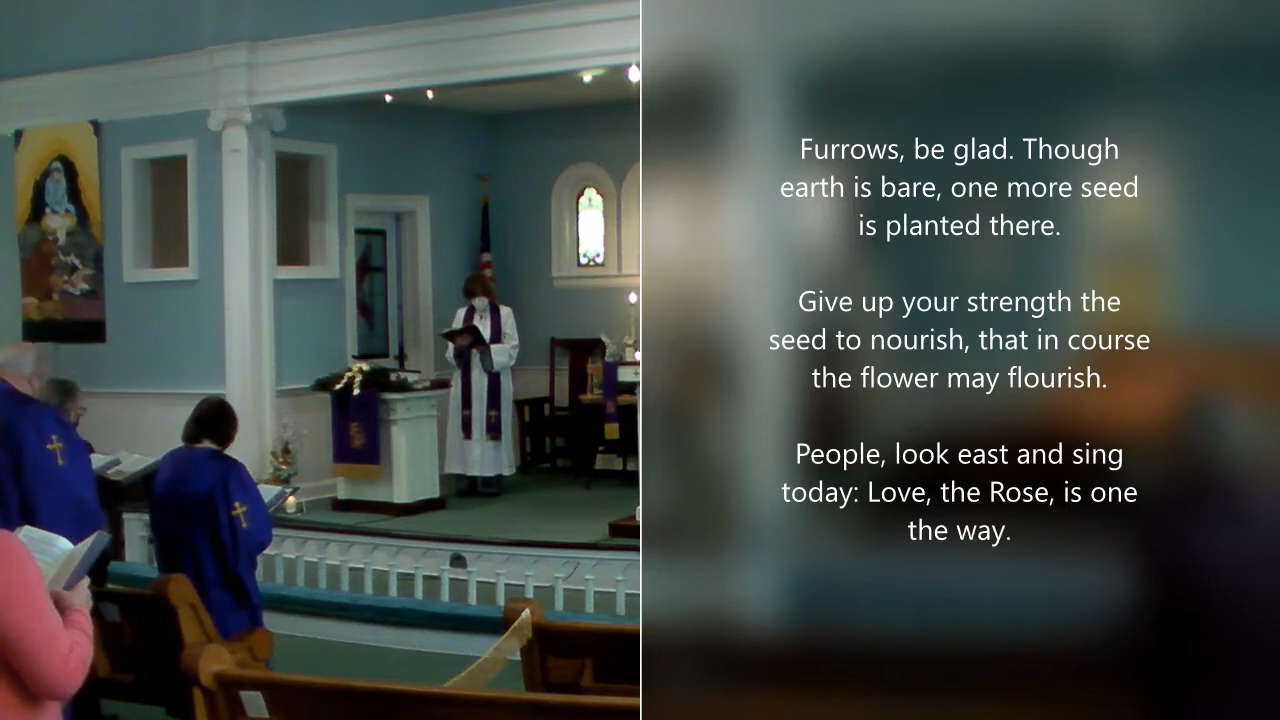 Furrows, be glad. Though
earth is bare, one more seed
is planted there.
Give up your strength the
seed to nourish, that in course
the flower may flourish.
People, look east and sing
today: Love, the Rose, is one
the way.